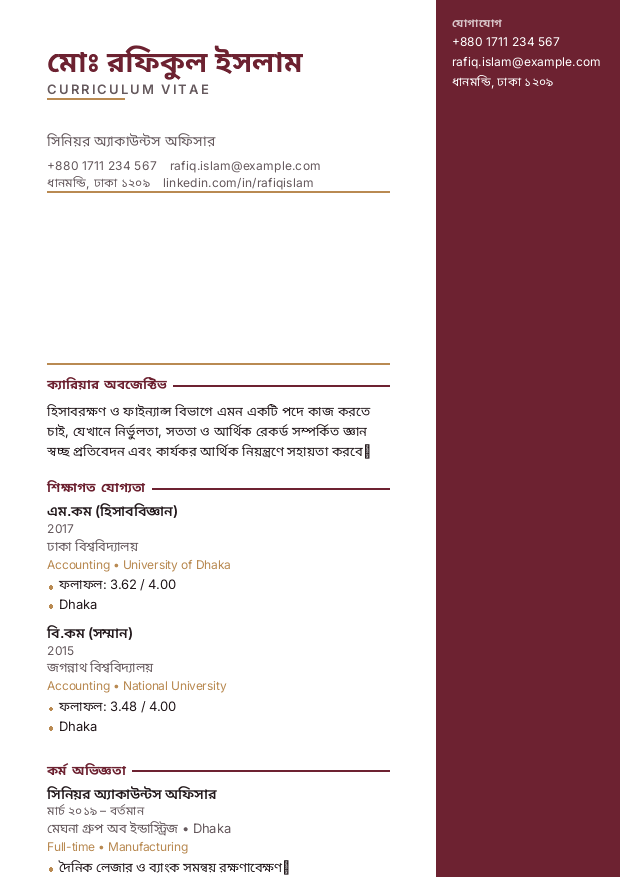 মোঃ রফিকুল ইসলাম
CURRICULUM VITAE
সিনিয়র অ্যাকাউন্টস অফিসার
+880 1711 234 567 rafiq.islam@example.com
ধানমন্ডি, ঢাকা ১২০৯ linkedin.com/in/rafiqislam
ক্যারিয়ার অবজেক্টিভ
হিসাবরক্ষণ ও ফাইন্যান্স বিভাগে এমন একটি পদে কাজ করতে
চাই, যেখানে নির্ভুলতা, সততা ও আর্থিক রেকর্ড সম্পর্কিত জ্ঞান
স্বচ্ছ প্রতিবেদন এবং কার্যকর আর্থিক নিয়ন্ত্রণে সহায়তা করবে
শিক্ষাগত যোগ্যতা
এম.কম (হিসাববিজ্ঞান)
2017
ঢাকা বিশ্ববিদ্যালয়
Accounting • University of Dhaka
• ফলাফল: 3.62 / 4.00
• Dhaka
বি.কম (সম্মান)
2015
জগন্নাথ বিশ্ববিদ্যালয়
Accounting • National University
• ফলাফল: 3.48 / 4.00
• Dhaka
কর্ম অভিজ্ঞতা
সিনিয়র অ্যাকাউন্টস অফিসার
মার্চ ২০১৯ – বর্তমান
মেঘনা গ্রুপ অব ইন্ডাস্ট্রিজ • Dhaka
Full-time • Manufacturing
• দৈনিক লেজার ও ব্যাংক সমন্বয় রক্ষণাবেক্ষণ
যোগাযোগ
+880 1711 234 567
rafiq.islam@example.com
ধানমন্ডি, ঢাকা ১২০৯